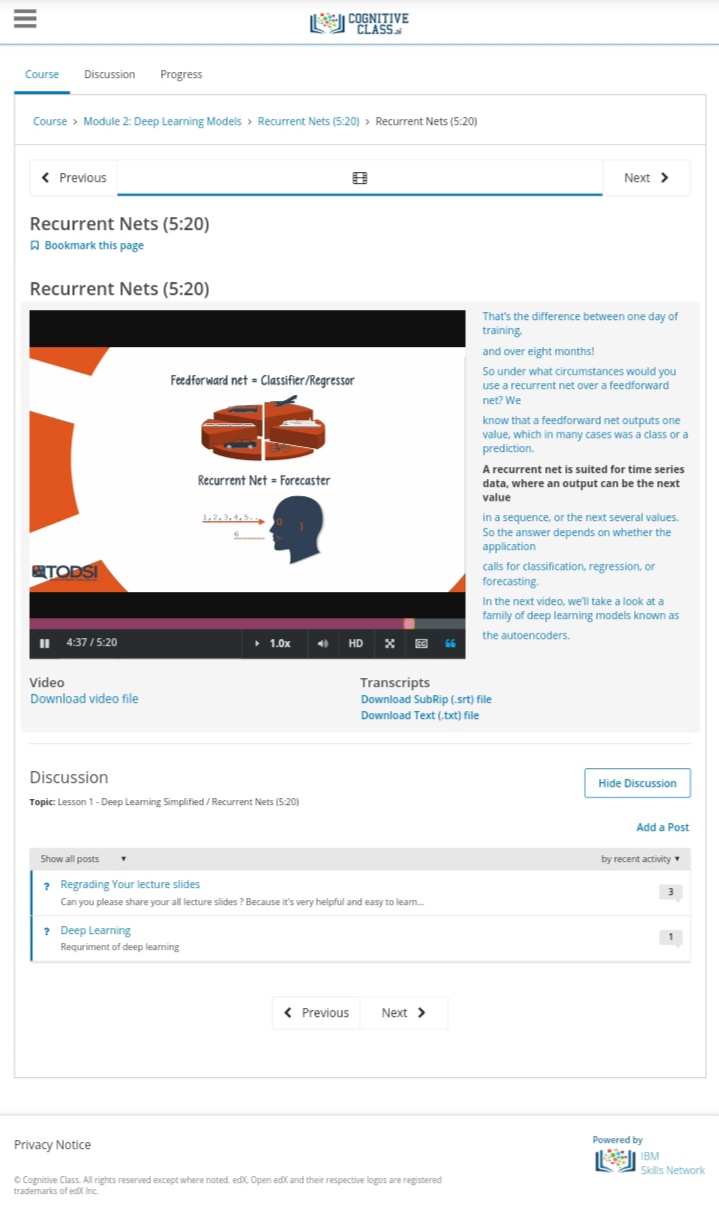 COGNITIVE
CLASS.ai
Course Discussion Progress
Course > Module 2: Deep Learning Models > Recurrent Nets (5:20) > Recurrent Nets (5:20)
Previous Next
Recurrent Nets (5:20)
Bookmark this page
Recurrent Nets (5:20)
Feedforward net = Classifier/Regressor
Recurrent Net = Forecaster
1,2,3,4,5..
6
TODSI
4:37 / 5:20 1.0x HD
That's the difference between one day of
training,
and over eight months!
So under what circumstances would you
use a recurrent net over a feedforward
net? We
know that a feedforward net outputs one
value, which in many cases was a class or a
prediction.
A recurrent net is suited for time series
data, where an output can be the next
value
in a sequence, or the next several values.
So the answer depends on whether the
application
calls for classification, regression, or
forecasting.
In the next video, we'll take a look at a
family of deep learning models known as
the autoencoders.
Video
Download video file
Transcripts
Download SubRip (.srt) file
Download Text (.txt) file
Discussion
Hide Discussion
Topic: Lesson 1 - Deep Learning Simplified / Recurrent Nets (5:20)
Add a Post
Show all posts by recent activity
? Regrading Your lecture slides
Can you please share your all lecture slides ? Because it's very helpful and easy to learn...
3
? Deep Learning
Requriment of deep learning
1
Previous Next
Privacy Notice
Powered by
IBM
Skills Network
© Cognitive Class. All rights reserved except where noted. edX, Open edX and their respective logos are registered
trademarks of edX Inc.